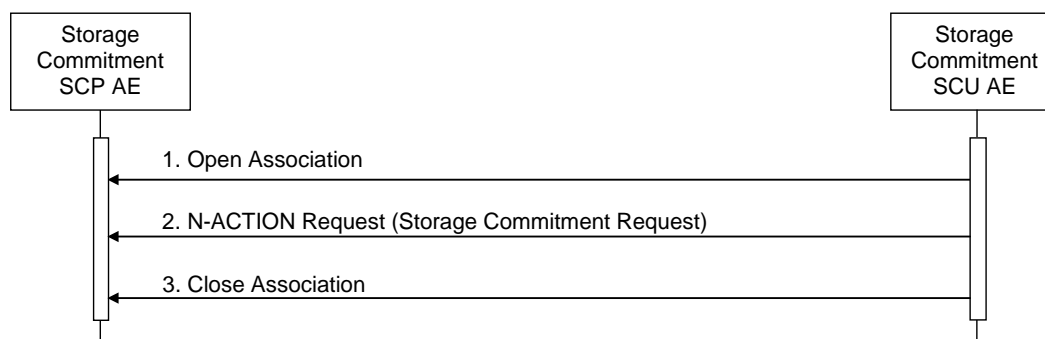 Storage
Commitment
SCP AE
Storage
Commitment
SCU AE
1. Open Association
2. N-ACTION Request (Storage Commitment Request)
3. Close Association